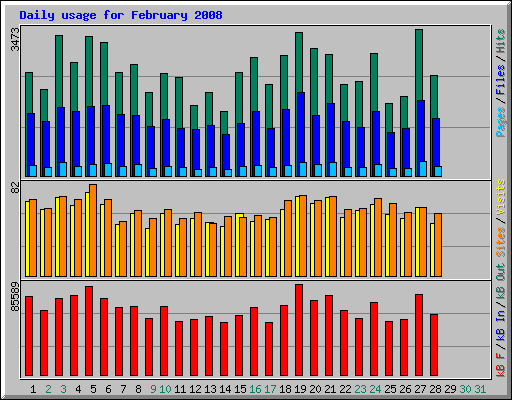 Daily usage for February 2008
3473
Pages / Files / Hits
82
Sites / Visits
85589
kB F / kB In / kB Out
1 2 3 4 5 6 7 8 9 10 11 12 13 14 15 16 17 18 19 20 21 22 23 24 25 26 27 28 29 30 31